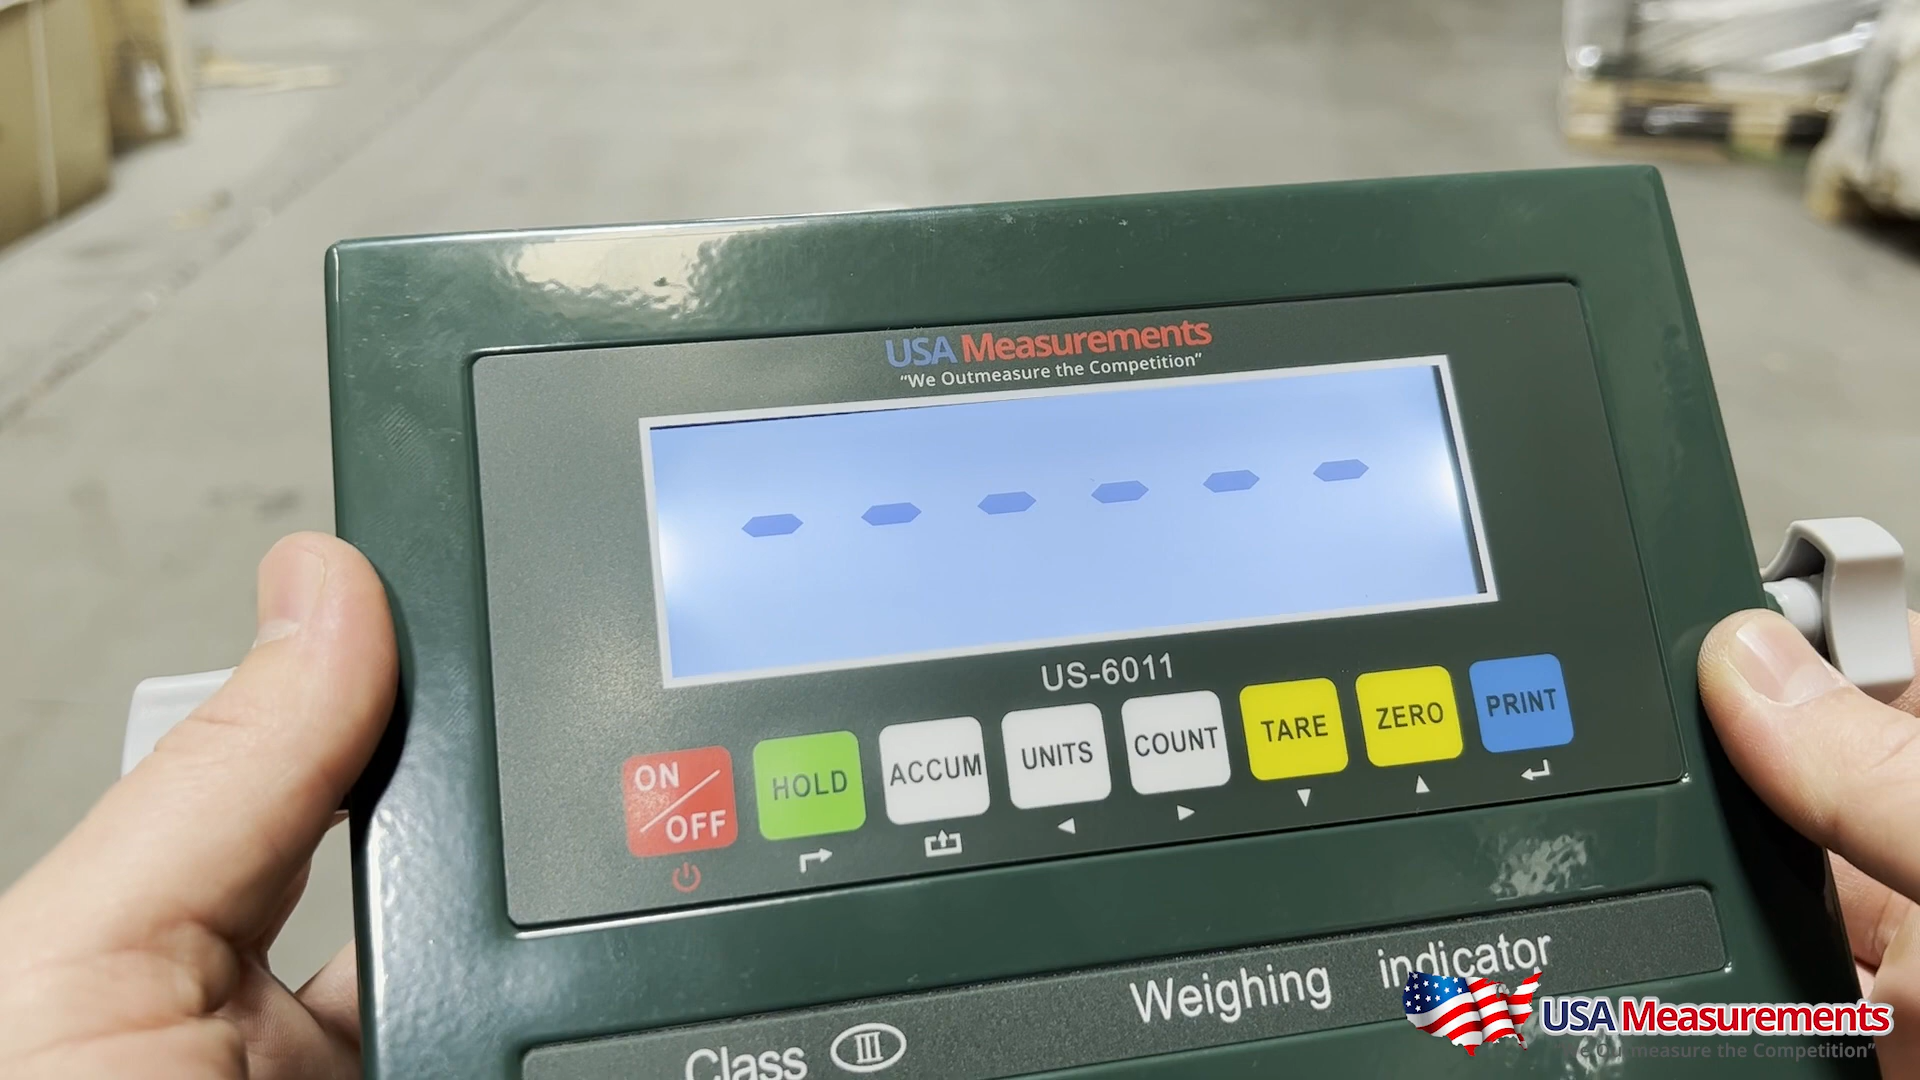 USA Measurements
"We Outmeasure the Competition"
------
US-6011
ON/OFF
HOLD
ACCUM
UNITS
COUNT
TARE
ZERO
PRINT
Weighing indicator
Class III
USA Measurements
"We Outmeasure the Competition"